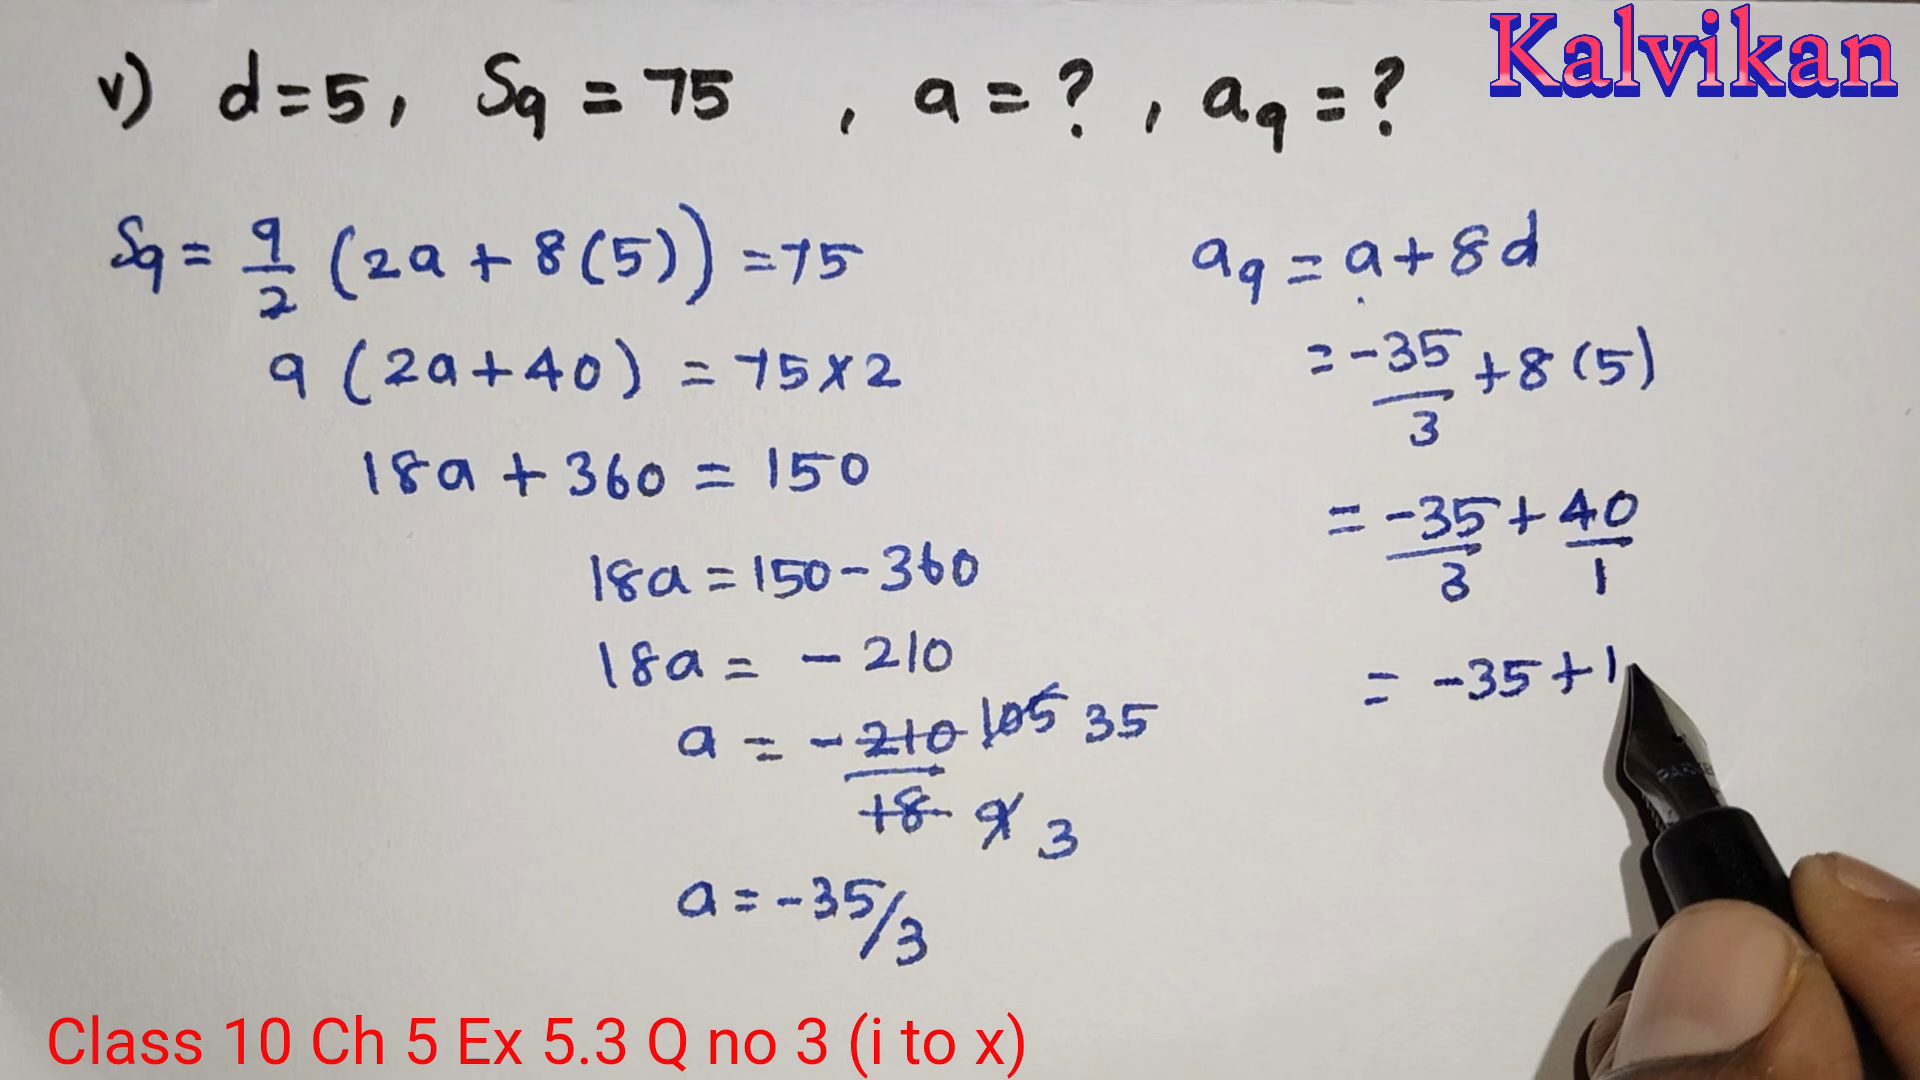 Kalvikan
v) d=5, S9 = 75 , a = ? , a9 = ?
S9 = 9/2 (2a + 8(5)) = 75
9 (2a+40) = 75×2
18a + 360 = 150
18a = 150-360
18a = - 210
a = -210/18 105 35
9 3
a = -35/3
a9 = a+8d
= -35/3 + 8(5)
= -35/3 + 40/1
= -35+1
Class 10 Ch 5 Ex 5.3 Q no 3 (i to x)